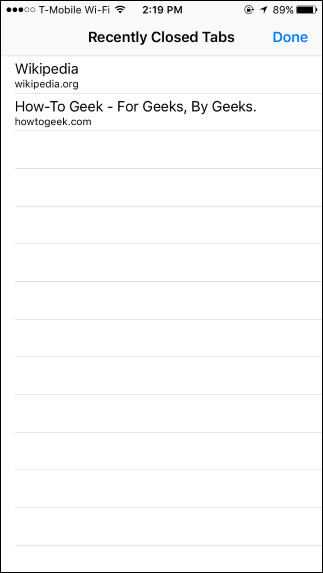 T-Mobile Wi-Fi 2:19 PM 89%
Recently Closed Tabs Done
Wikipedia
wikipedia.org
How-To Geek - For Geeks, By Geeks.
howtogeek.com